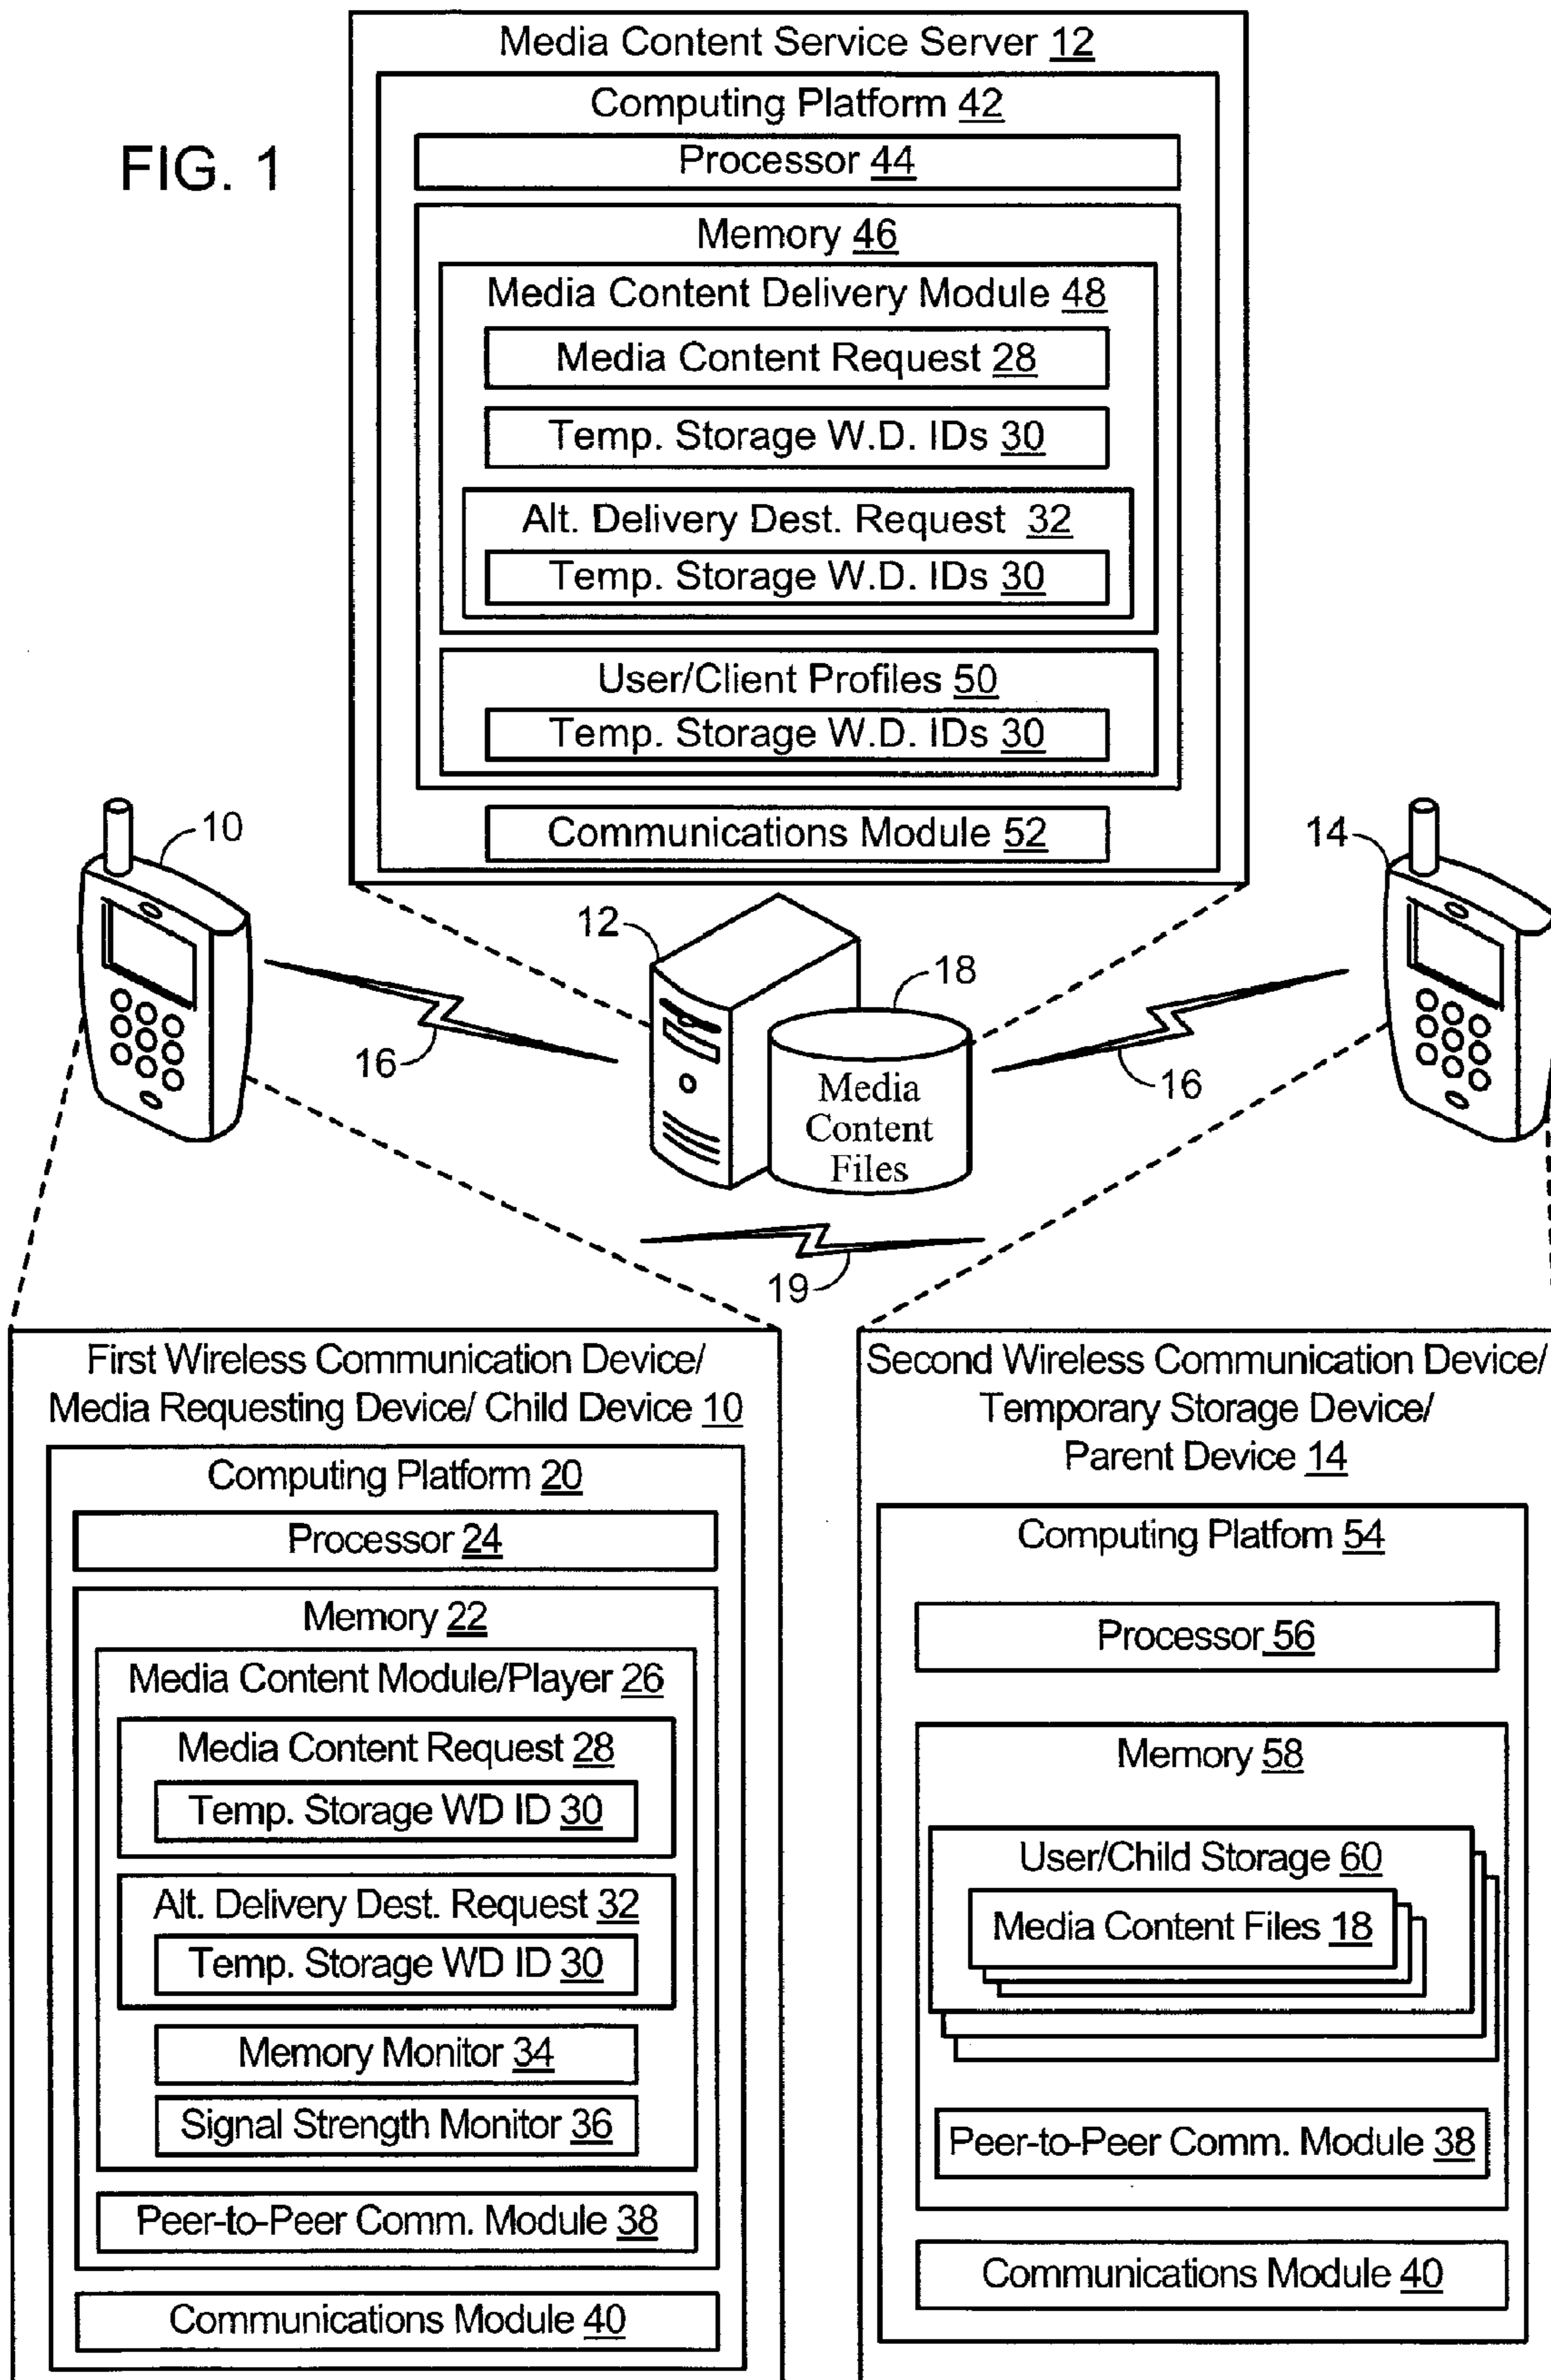 Media Content Service Server 12
Computing Platform 42
FIG. 1
Processor 44
Memory 46
Media Content Delivery Module 48
Media Content Request 28
Temp. Storage W.D. IDs 30
Alt. Delivery Dest. Request 32
Temp. Storage W.D. IDs 30
User/Client Profiles 50
Temp. Storage W.D. IDs 30
Communications Module 52
10
14
12
18
16
16
Media
Content
Files
19
First Wireless Communication Device/
Media Requesting Device/ Child Device 10
Computing Platform 20
Processor 24
Memory 22
Media Content Module/Player 26
Media Content Request 28
Temp. Storage WD ID 30
Alt. Delivery Dest. Request 32
Temp. Storage WD ID 30
Memory Monitor 34
Signal Strength Monitor 36
Peer-to-Peer Comm. Module 38
Communications Module 40
Second Wireless Communication Device/
Temporary Storage Device/
Parent Device 14
Computing Platfom 54
Processor 56
Memory 58
User/Child Storage 60
Media Content Files 18
Peer-to-Peer Comm. Module 38
Communications Module 40